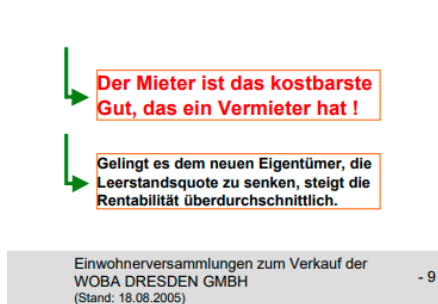 Der Mieter ist das kostbarste
Gut, das ein Vermieter hat !
Gelingt es dem neuen Eigentümer, die
Leerstandsquote zu senken, steigt die
Rentabilität überdurchschnittlich.
Einwohnerversammlungen zum Verkauf der
WOBA DRESDEN GMBH
(Stand: 18.08.2005)
- 9